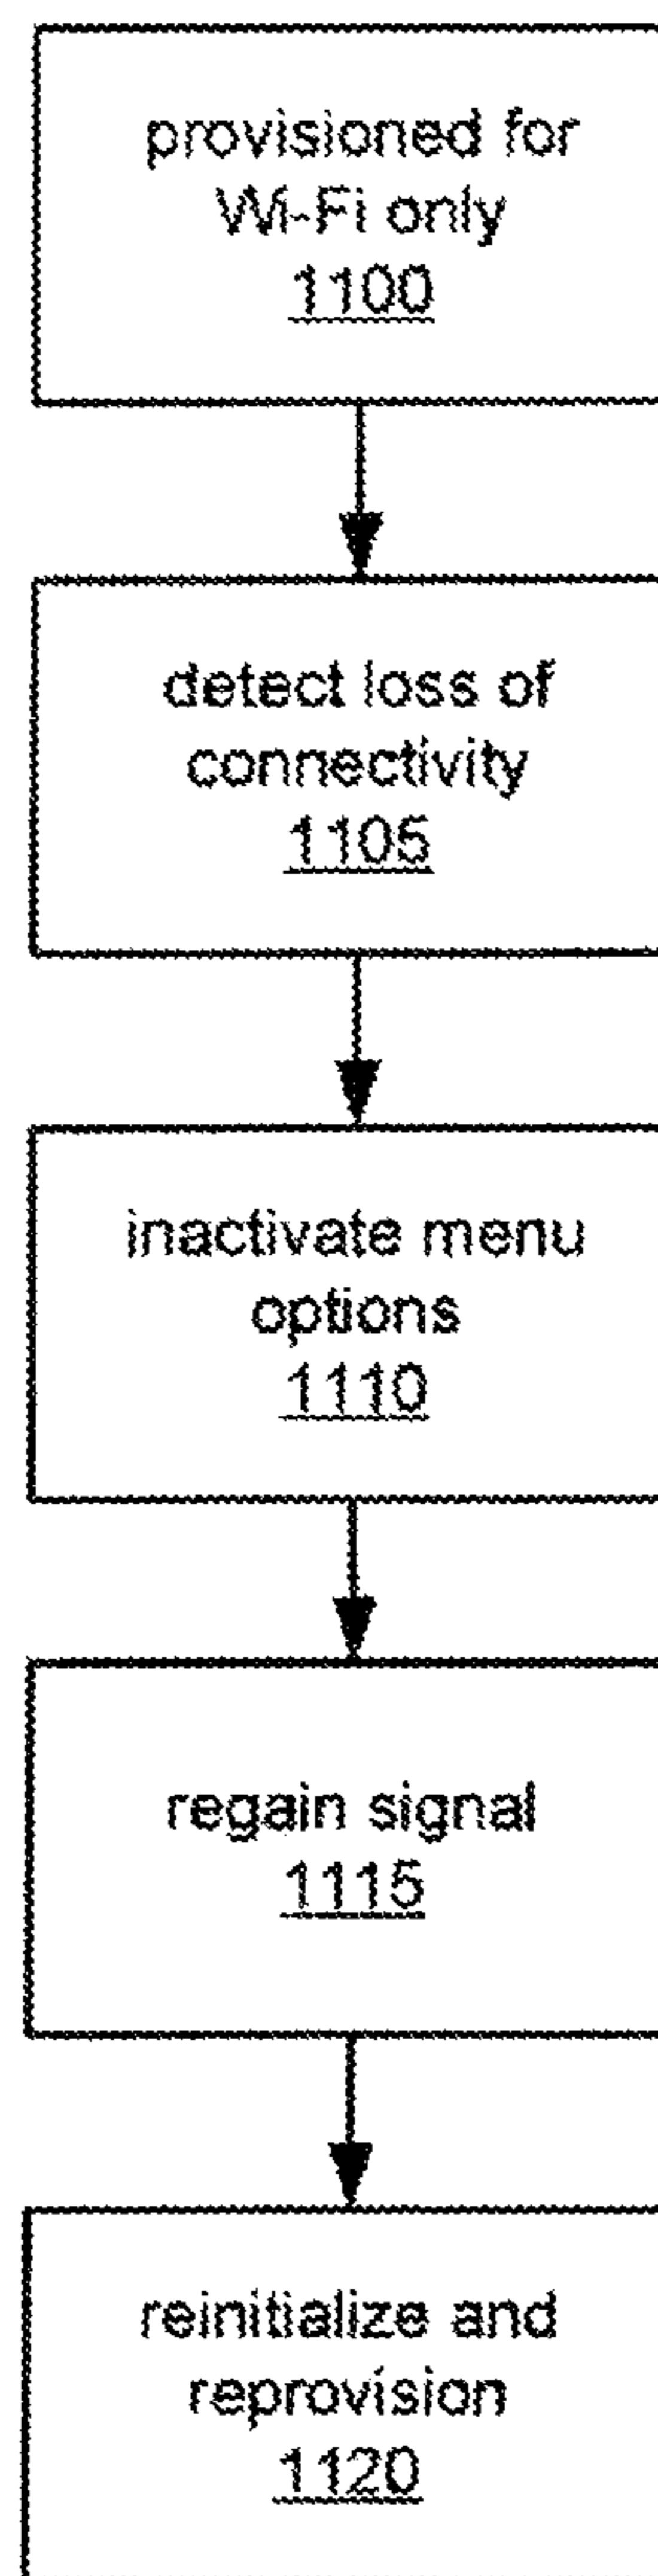 provisioned for
Wi-Fi only
1100
detect loss of
connectivity
1105
inactivate menu
options
1110
regain signal
1115
reinitialize and
reprovision
1120